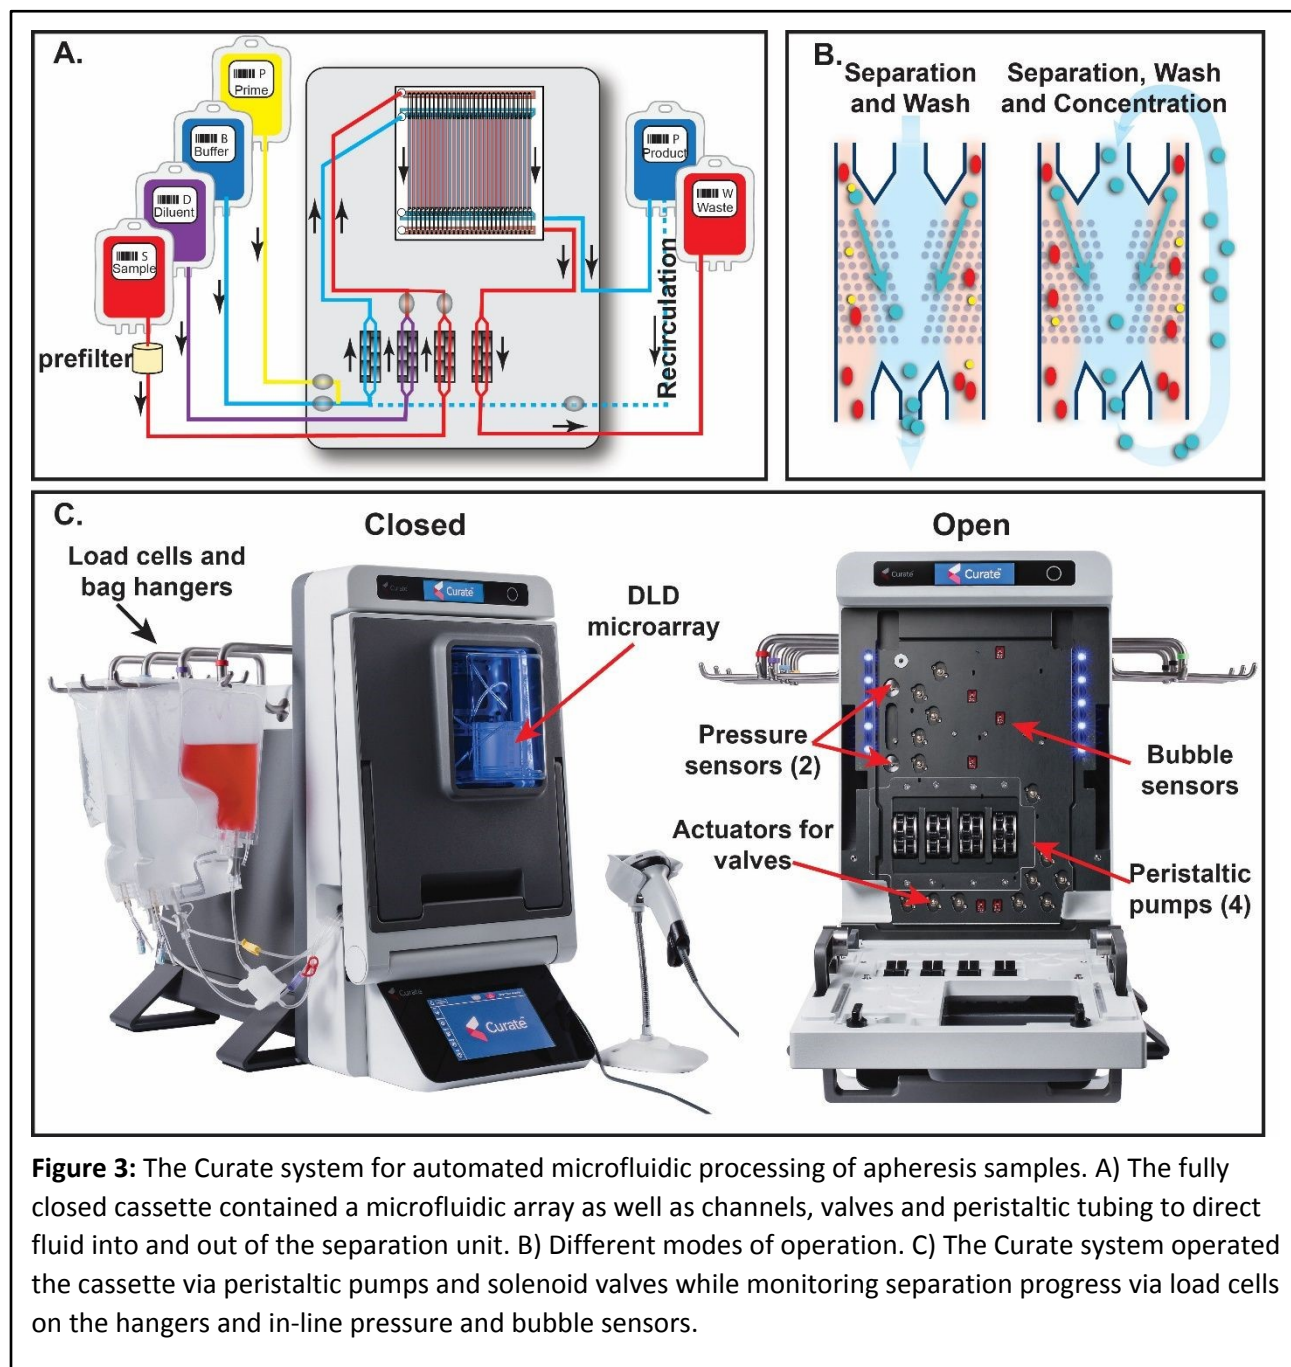 A.
P
Prime
B
Buffer
D
Diluent
S
Sample
prefilter
P
Product
W
Waste
Recirculation
B.
Separation
and Wash
Separation, Wash
and Concentration
C.
Closed
Open
Load cells and
bag hangers
DLD
microarray
Curate
Curate
Curate
Curate
Curate
Curate
Pressure
sensors (2)
Bubble
sensors
Actuators for
valves
Peristaltic
pumps (4)
Figure 3: The Curate system for automated microfluidic processing of apheresis samples. A) The fully
closed cassette contained a microfluidic array as well as channels, valves and peristaltic tubing to direct
fluid into and out of the separation unit. B) Different modes of operation. C) The Curate system operated
the cassette via peristaltic pumps and solenoid valves while monitoring separation progress via load cells
on the hangers and in-line pressure and bubble sensors.